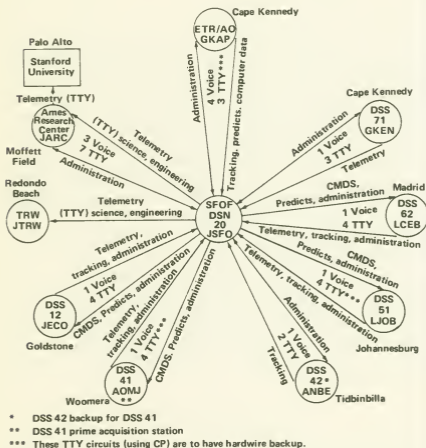 Cape Kennedy
ETR/AO
GKAP
Administration
4 Voice
3 TTY***
Tracking, predicts, computer data
Palo Alto
Stanford
University
Telemetry (TTY)
Ames
Research
Center
JARC
Moffett
Field
Telemetry
(TTY) science, engineering
3 Voice
7 TTY
Administration
Cape Kennedy
DSS
71
GKEN
Administration
1 Voice
3 TTY
Telemetry
Redondo
Beach
TRW
JTRW
Telemetry
(TTY) science, engineering
SFOF
DSN
20
JSFO
Madrid
DSS
62
LCEB
CMDS,
Predicts, administration
1 Voice
4 TTY
Telemetry, tracking, administration
DSS
12
JECO
Goldstone
Telemetry,
tracking, administration
1 Voice
4 TTY
CMDS, Predicts, administration
DSS
51
LJOB
Johannesburg
CMDS,
Predicts, administration
1 Voice
4 TTY***
Telemetry, tracking, administration
DSS
41
AOMJ
**
Woomera
Telemetry,
tracking, administration
1 Voice
4 TTY***
CMDS, Predicts, administration
DSS
42*
ANBE
Tidbinbilla
Administration
1 Voice
2 TTY
Tracking
* DSS 42 backup for DSS 41
** DSS 41 prime acquisition station
*** These TTY circuits (using CP) are to have hardwire backup.